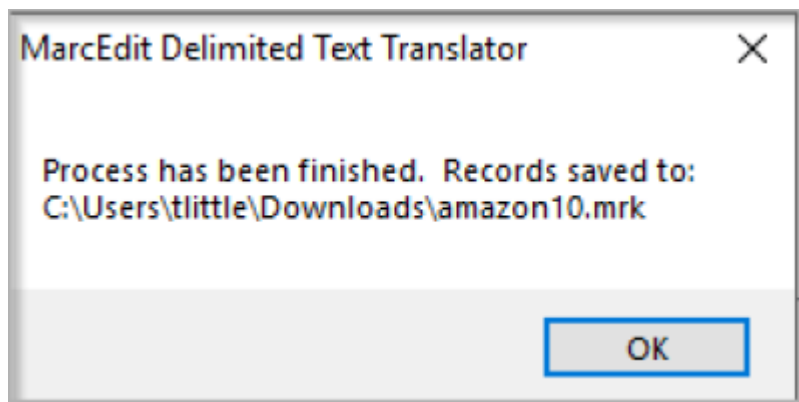 MarcEdit Delimited Text Translator
Process has been finished.  Records saved to:
C:\Users\tlittle\Downloads\amazon10.mrk
OK